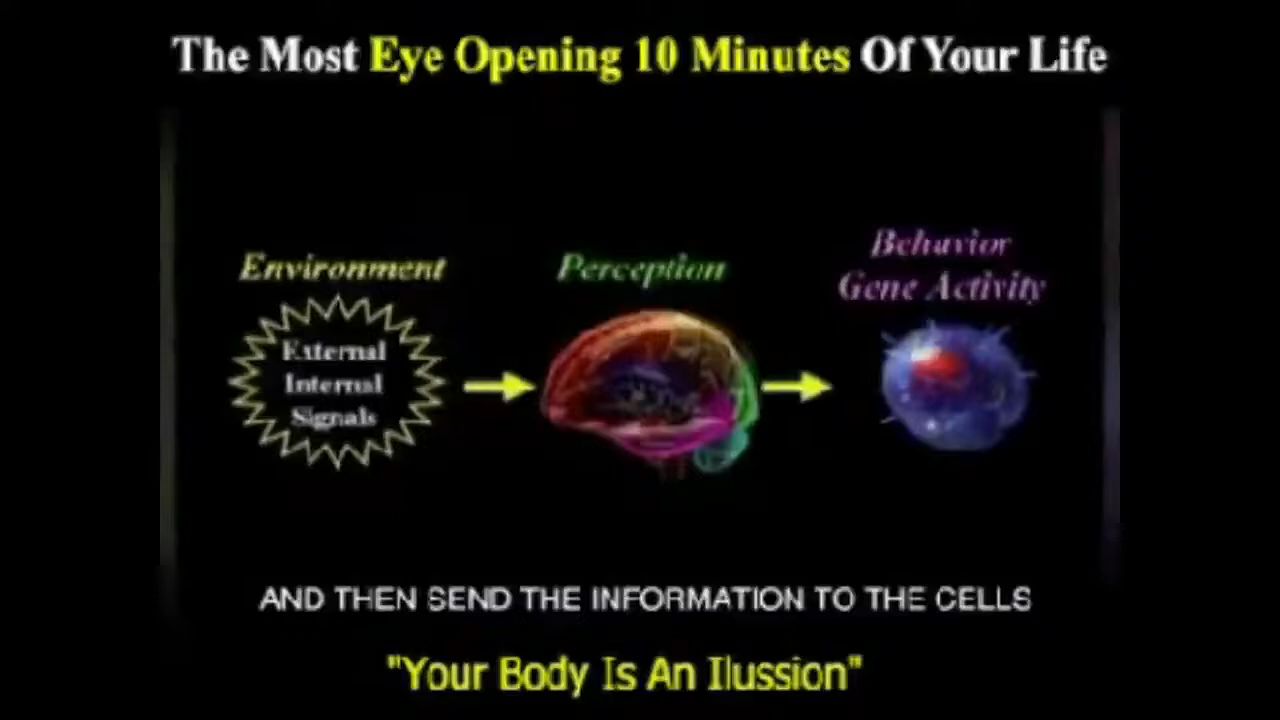 The Most Eye Opening 10 Minutes Of Your Life
Environment
External
Internal
Signals
Perception
Behavior
Gene Activity
AND THEN SEND THE INFORMATION TO THE CELLS
"Your Body Is An Ilussion"